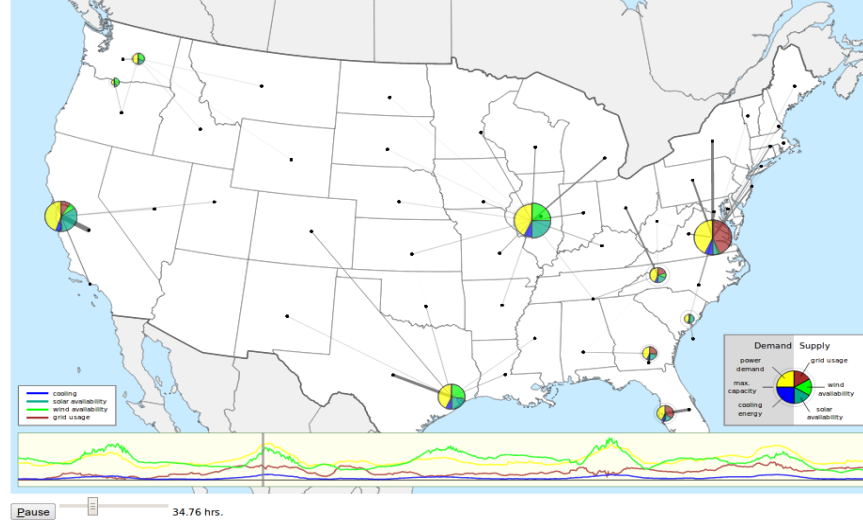 Demand Supply
power
demand
grid usage
max.
capacity
wind
availability
cooling
energy
solar
availability
cooling
solar availability
wind availability
grid usage
Pause
34.76 hrs.